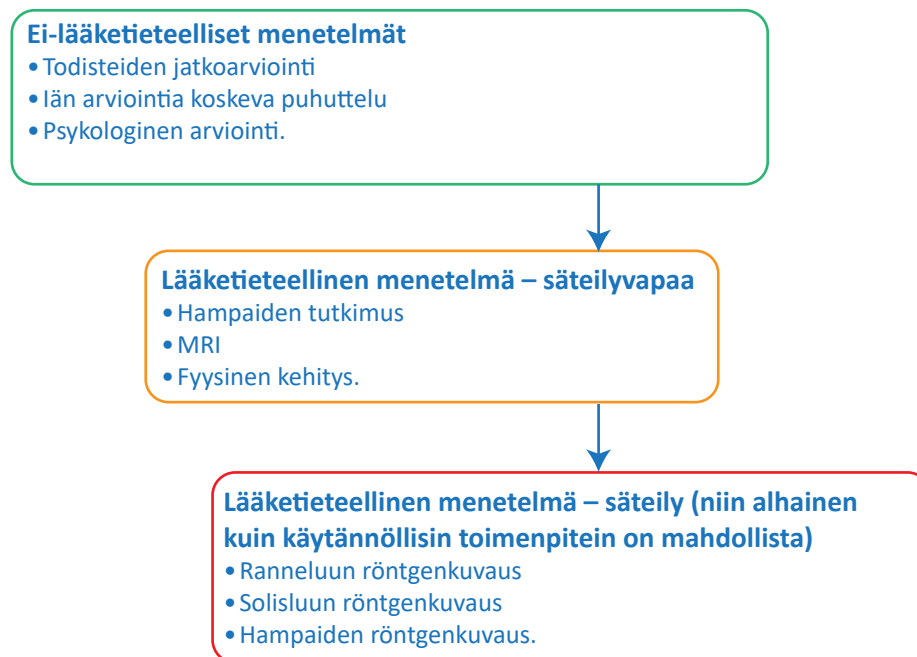 Ei-lääketieteelliset menetelmät
• Todisteiden jatkoarviointi
• Iän arviointia koskeva puhuttelu
• Psykologinen arviointi.
Lääketieteellinen menetelmä – säteilyvapaa
• Hampaiden tutkimus
• MRI
• Fyysinen kehitys.
Lääketieteellinen menetelmä – säteily (niin alhainen
kuin käytännöllisin toimenpitein on mahdollista)
• Ranneluun röntgenkuvaus
• Solisluun röntgenkuvaus
• Hampaiden röntgenkuvaus.